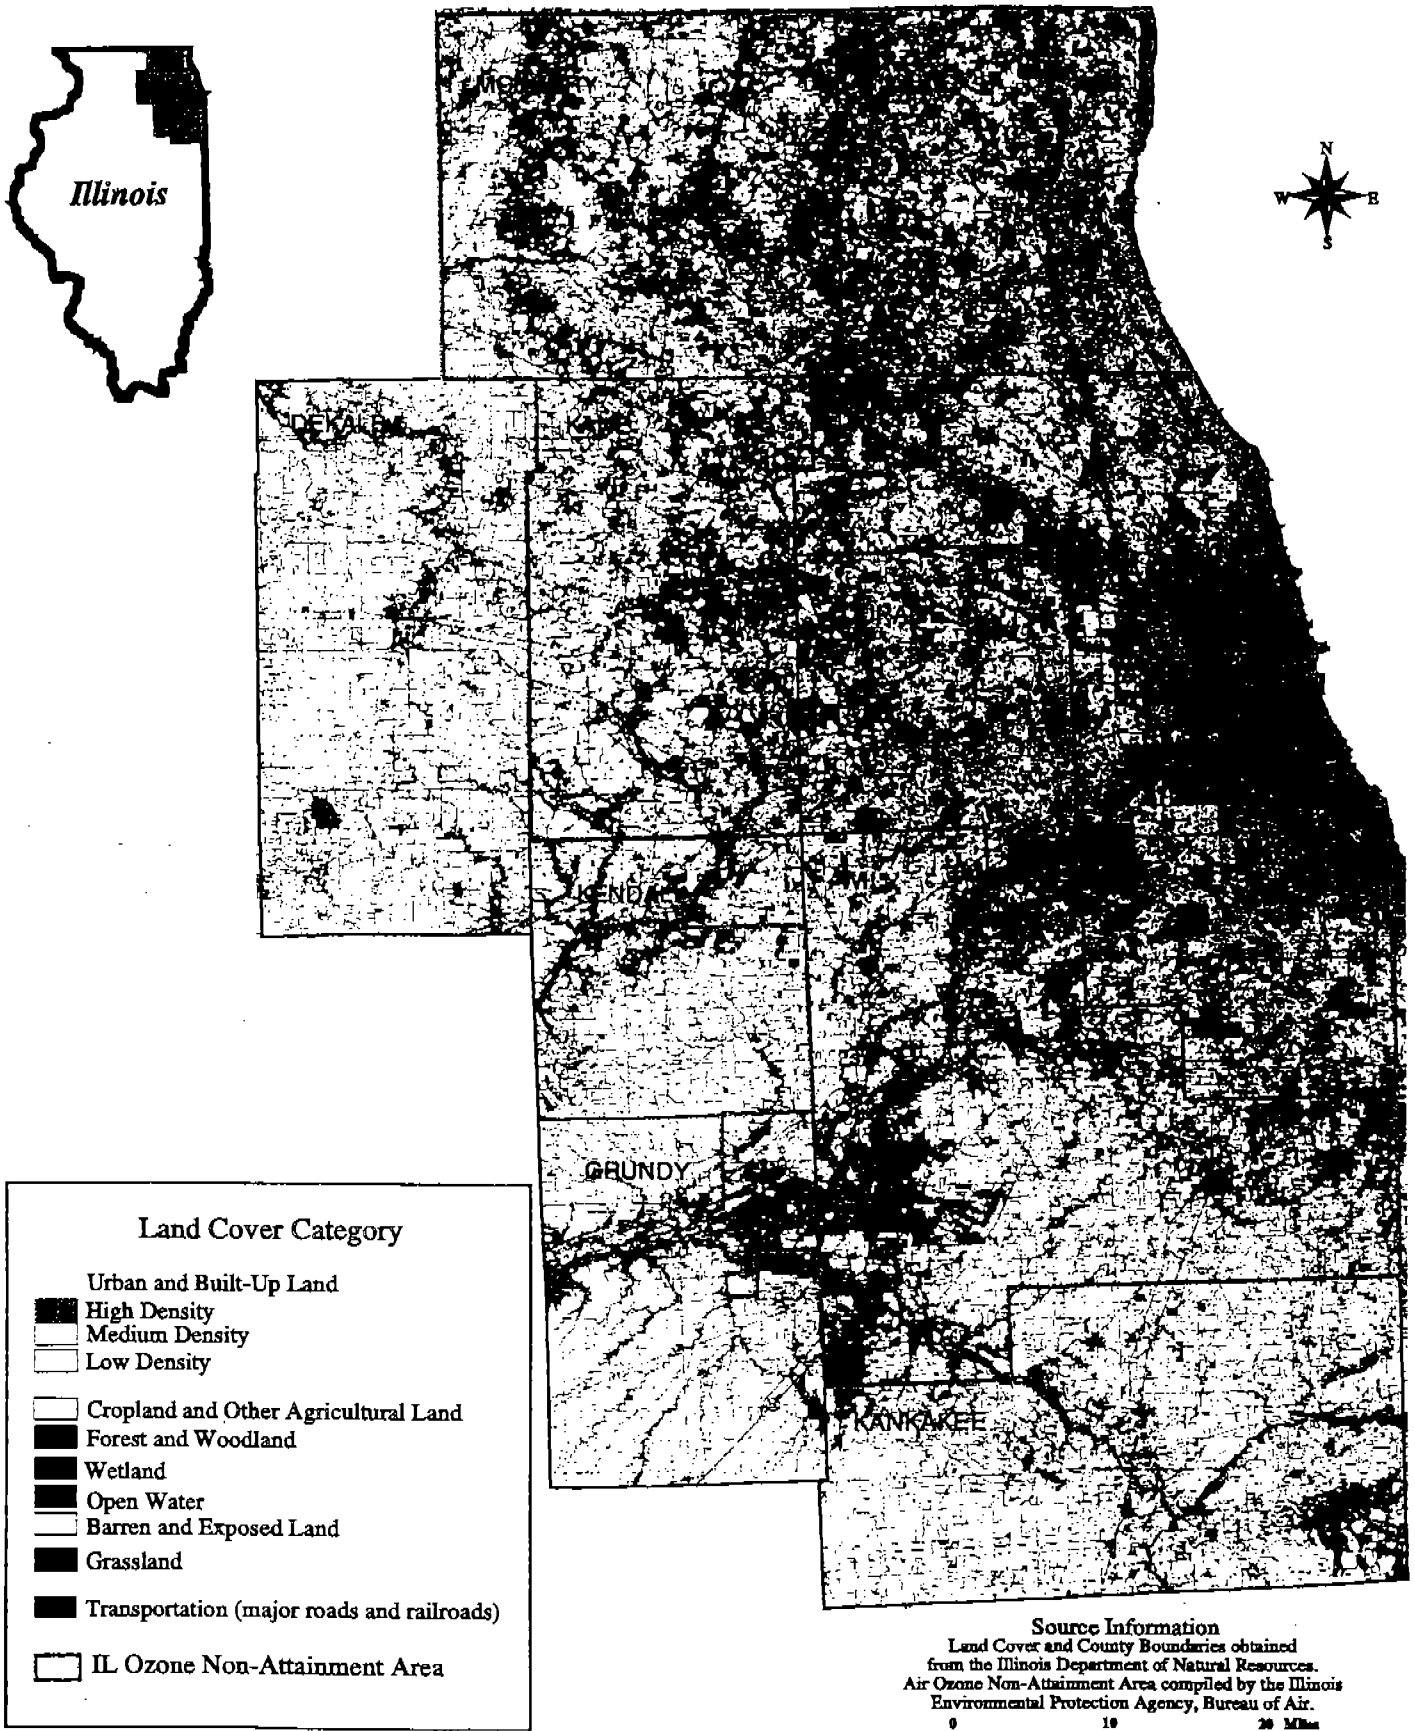 Illinois
N
W
E
S
DEKALB
KENDALL
GRUNDY
KANKAKEE
Land Cover Category
Urban and Built-Up Land
High Density
Medium Density
Low Density
Cropland and Other Agricultural Land
Forest and Woodland
Wetland
Open Water
Barren and Exposed Land
Grassland
Transportation (major roads and railroads)
IL Ozone Non-Attainment Area
Source Information
Land Cover and County Boundaries obtained
from the Illinois Department of Natural Resources.
Air Ozone Non-Attainment Area compiled by the Illinois
Environmental Protection Agency, Bureau of Air.
0 10 20 Miles